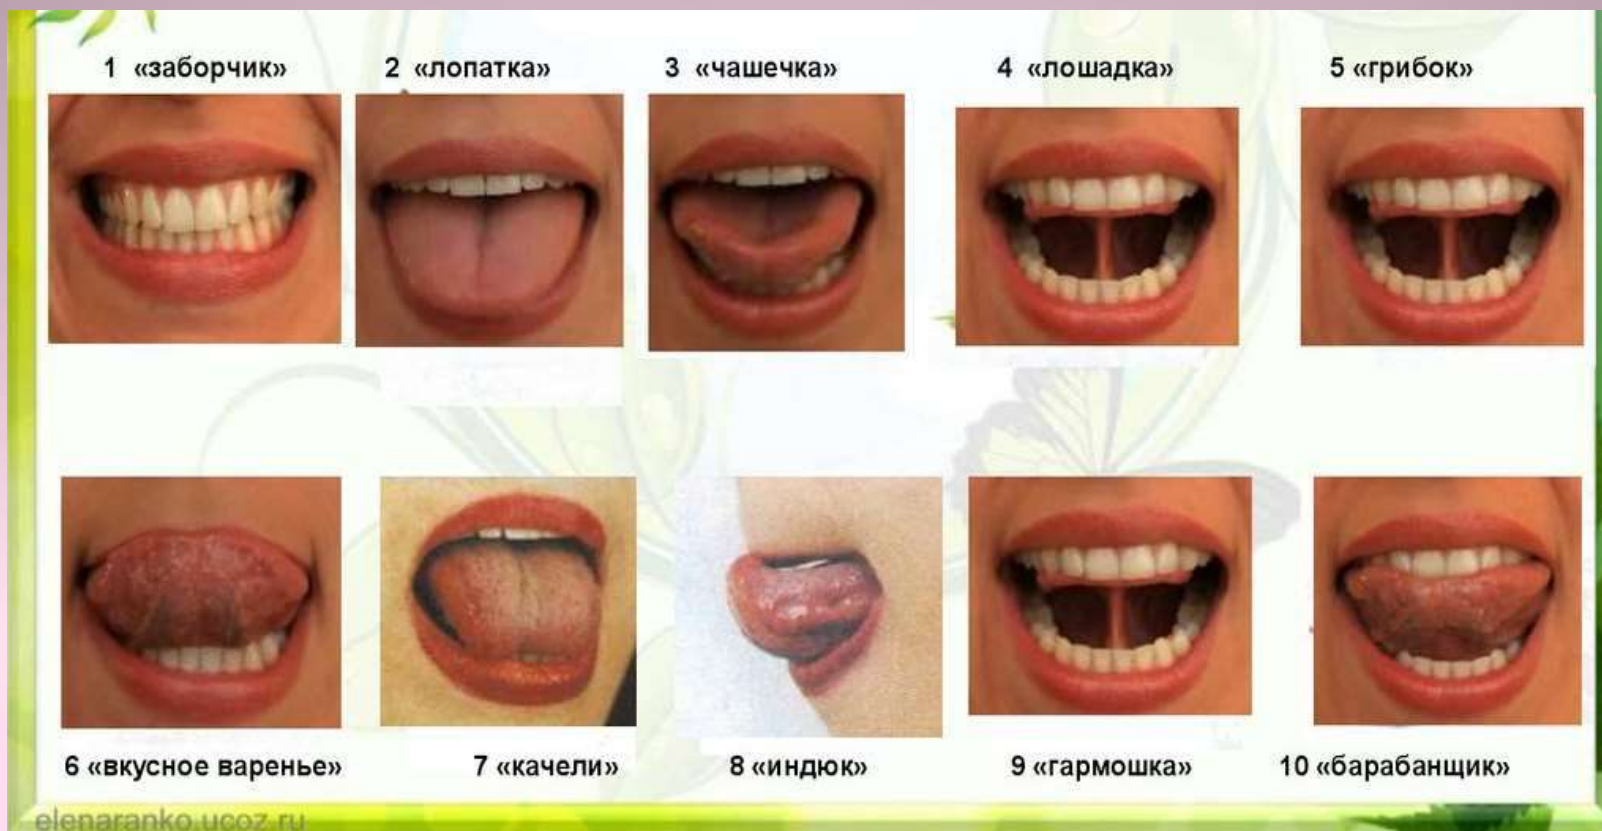 1 «заборчик»
2 «лопатка»
3 «чашечка»
4 «лошадка»
5 «грибок»
6 «вкусное варенье»
7 «качели»
8 «индюк»
9 «гармошка»
10 «барабанщик»
elenaranko.ucoz.ru